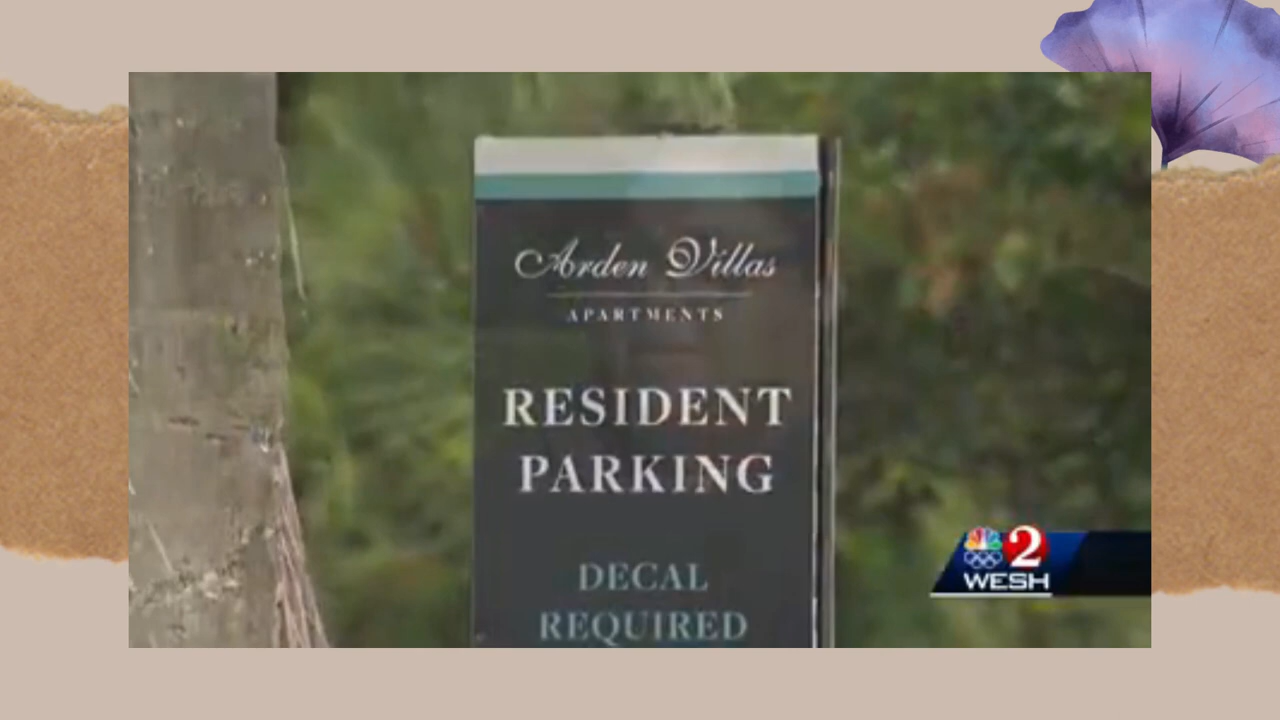 Arden Villas
APARTMENTS
RESIDENT
PARKING
DECAL
REQUIRED
2
WESH